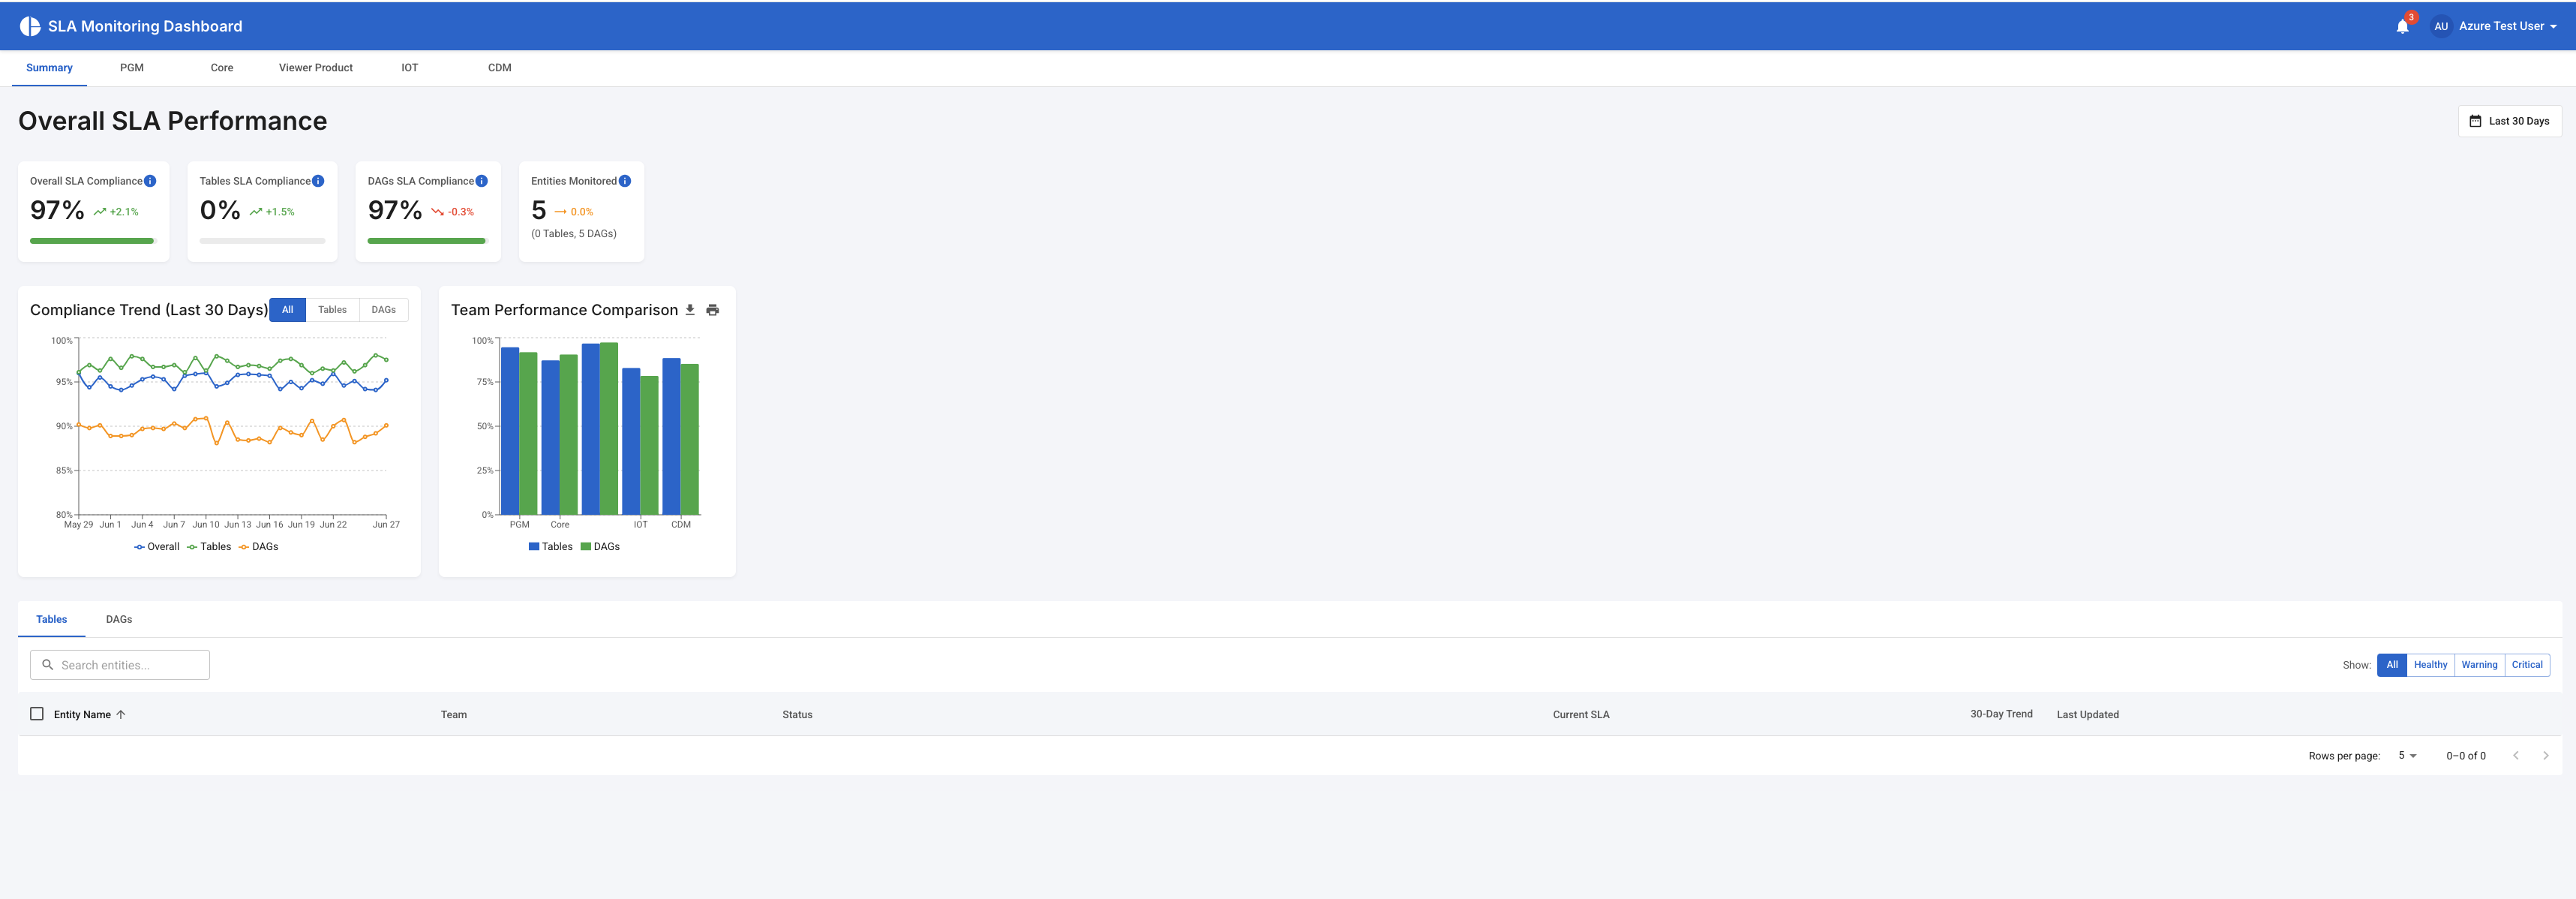 SLA Monitoring Dashboard
3
AU Azure Test User
Summary PGM Core Viewer Product IOT CDM
Overall SLA Performance
Last 30 Days
Overall SLA Compliance
97% +2.1%
Tables SLA Compliance
0% +1.5%
DAGs SLA Compliance
97% -0.3%
Entities Monitored
5 0.0%
(0 Tables, 5 DAGs)
Compliance Trend (Last 30 Days) All Tables DAGs
100%
95%
90%
85%
80%
May 29 Jun 1 Jun 4 Jun 7 Jun 10 Jun 13 Jun 16 Jun 19 Jun 22 Jun 27
Overall Tables DAGs
Team Performance Comparison
100%
75%
50%
25%
0%
PGM Core IOT CDM
Tables DAGs
Tables DAGs
Search entities...
Show: All Healthy Warning Critical
Entity Name Team Status Current SLA 30-Day Trend Last Updated
Rows per page: 5 0–0 of 0